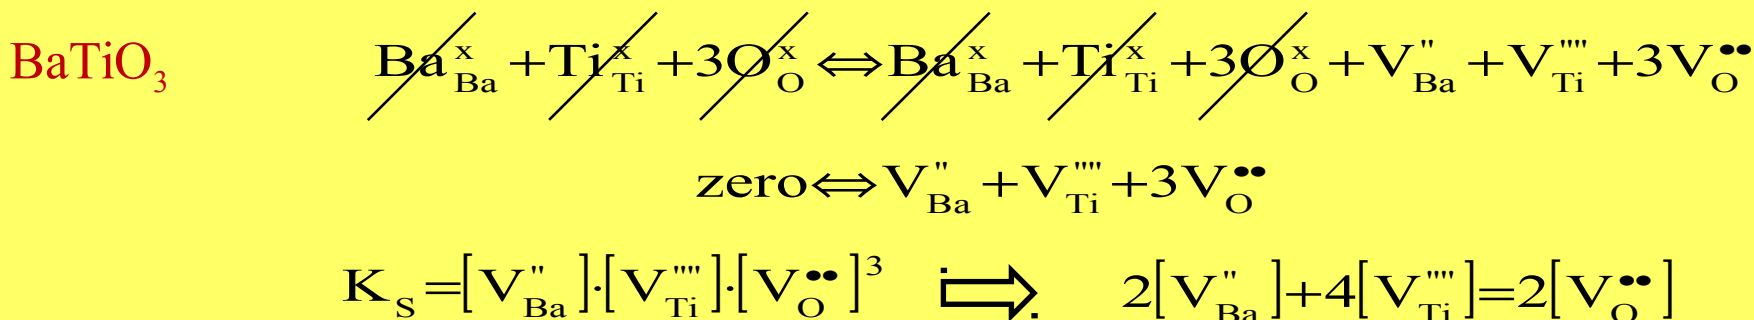 BaTiO₃ Ba^x_Ba + Ti^x_Ti + 3O^x_O ⇔ Ba^x_Ba + Ti^x_Ti + 3O^x_O + V^"_Ba + V^""_Ti + 3V^••_O
zero ⇔ V^"_Ba + V^""_Ti + 3V^••_O
K_S = [V^"_Ba]·[V^""_Ti]·[V^••_O]³ ⇒ 2[V^"_Ba] + 4[V^""_Ti] = 2[V^••_O]